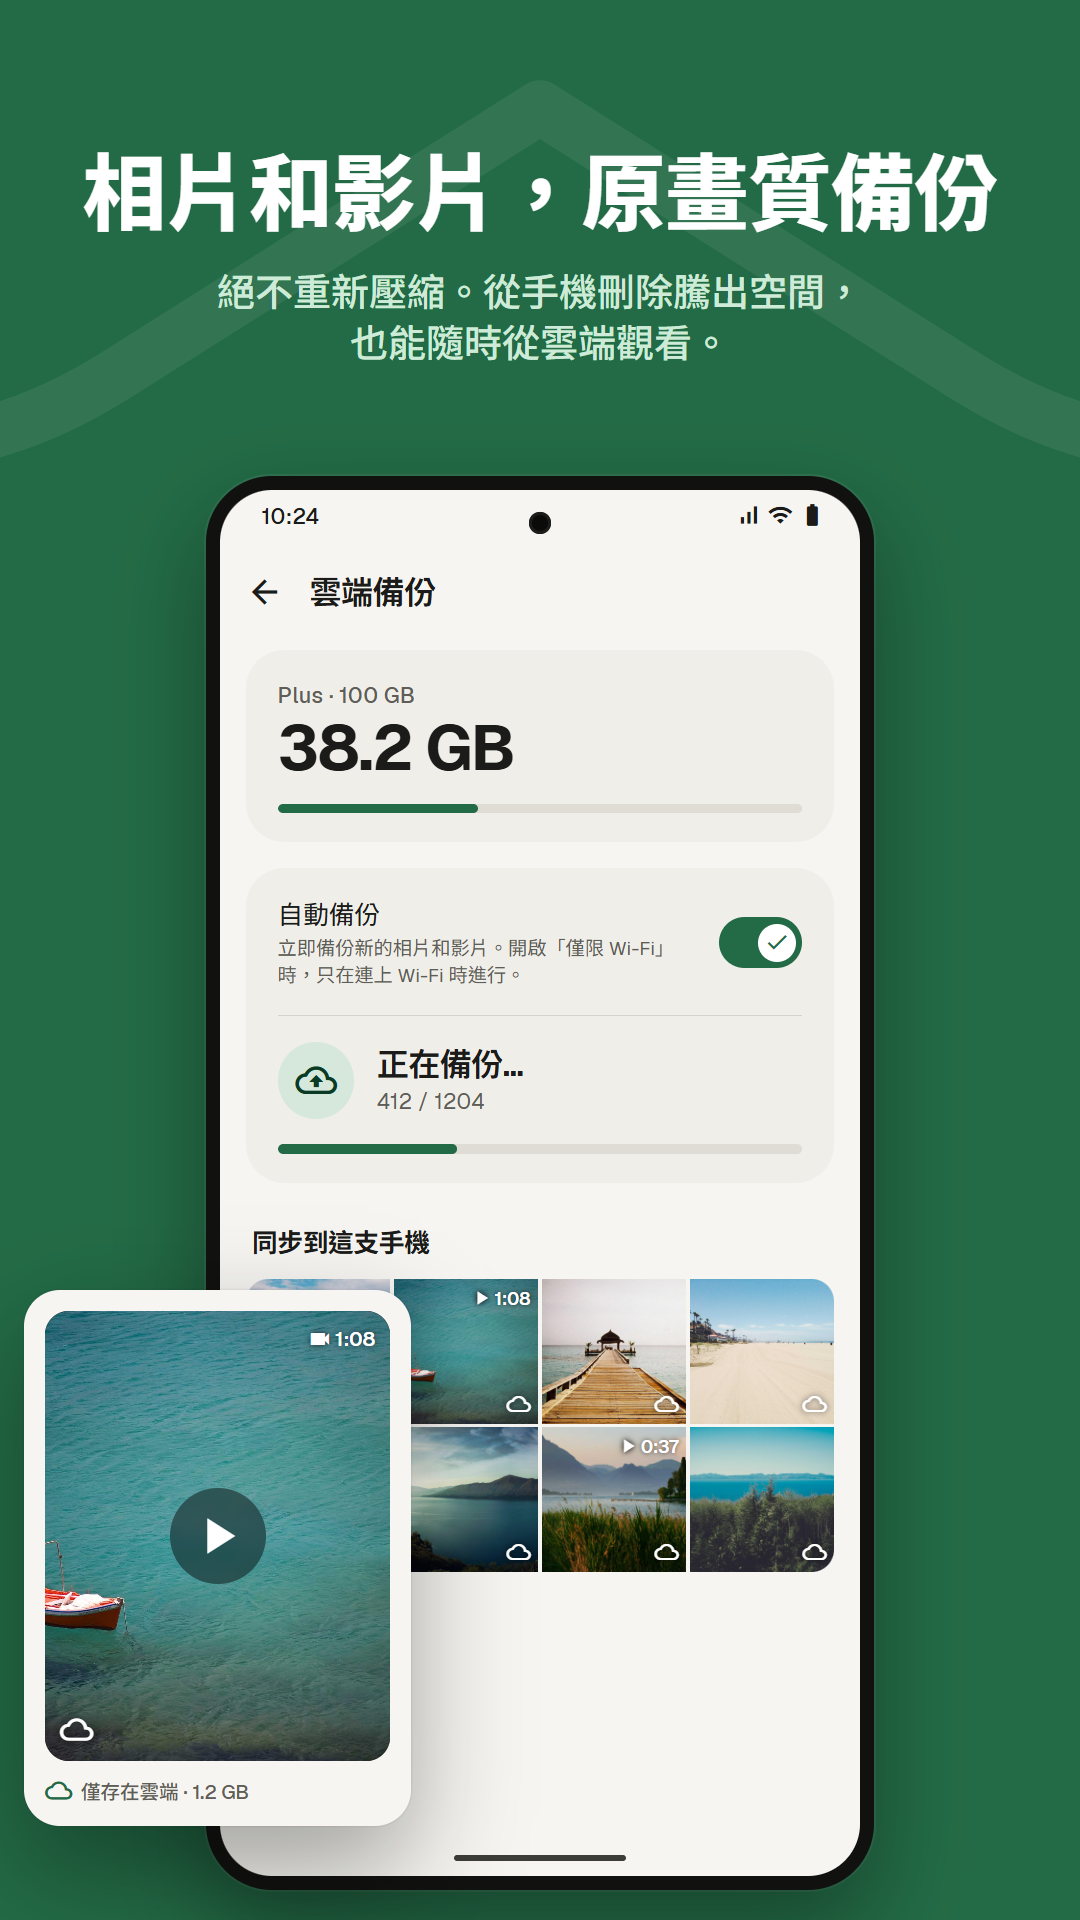 相片和影片，原畫質備份
絕不重新壓縮。從手機刪除騰出空間，
也能隨時從雲端觀看。
10:24
雲端備份
Plus · 100 GB
38.2 GB
自動備份
立即備份新的相片和影片。開啟「僅限 Wi-Fi」
時，只在連上 Wi-Fi 時進行。
正在備份...
412 / 1204
同步到這支手機
1:08
1:08
0:37
僅存在雲端 · 1.2 GB